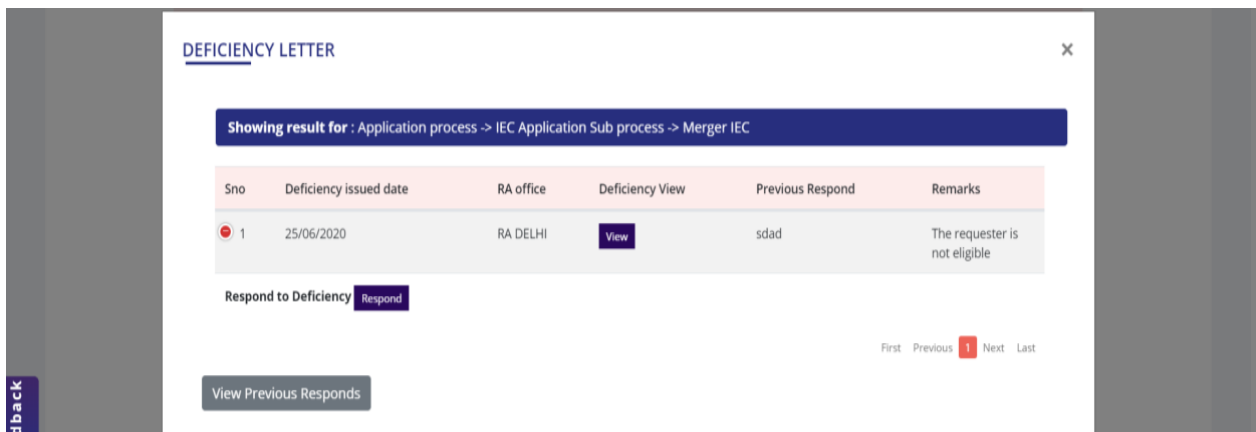 DEFICIENCY LETTER
×
Showing result for : Application process -> IEC Application Sub process -> Merger IEC
Sno Deficiency issued date RA office Deficiency View Previous Respond Remarks
1 25/06/2020 RA DELHI View sdad The requester is
not eligible
Respond to Deficiency Respond
First Previous 1 Next Last
View Previous Responds